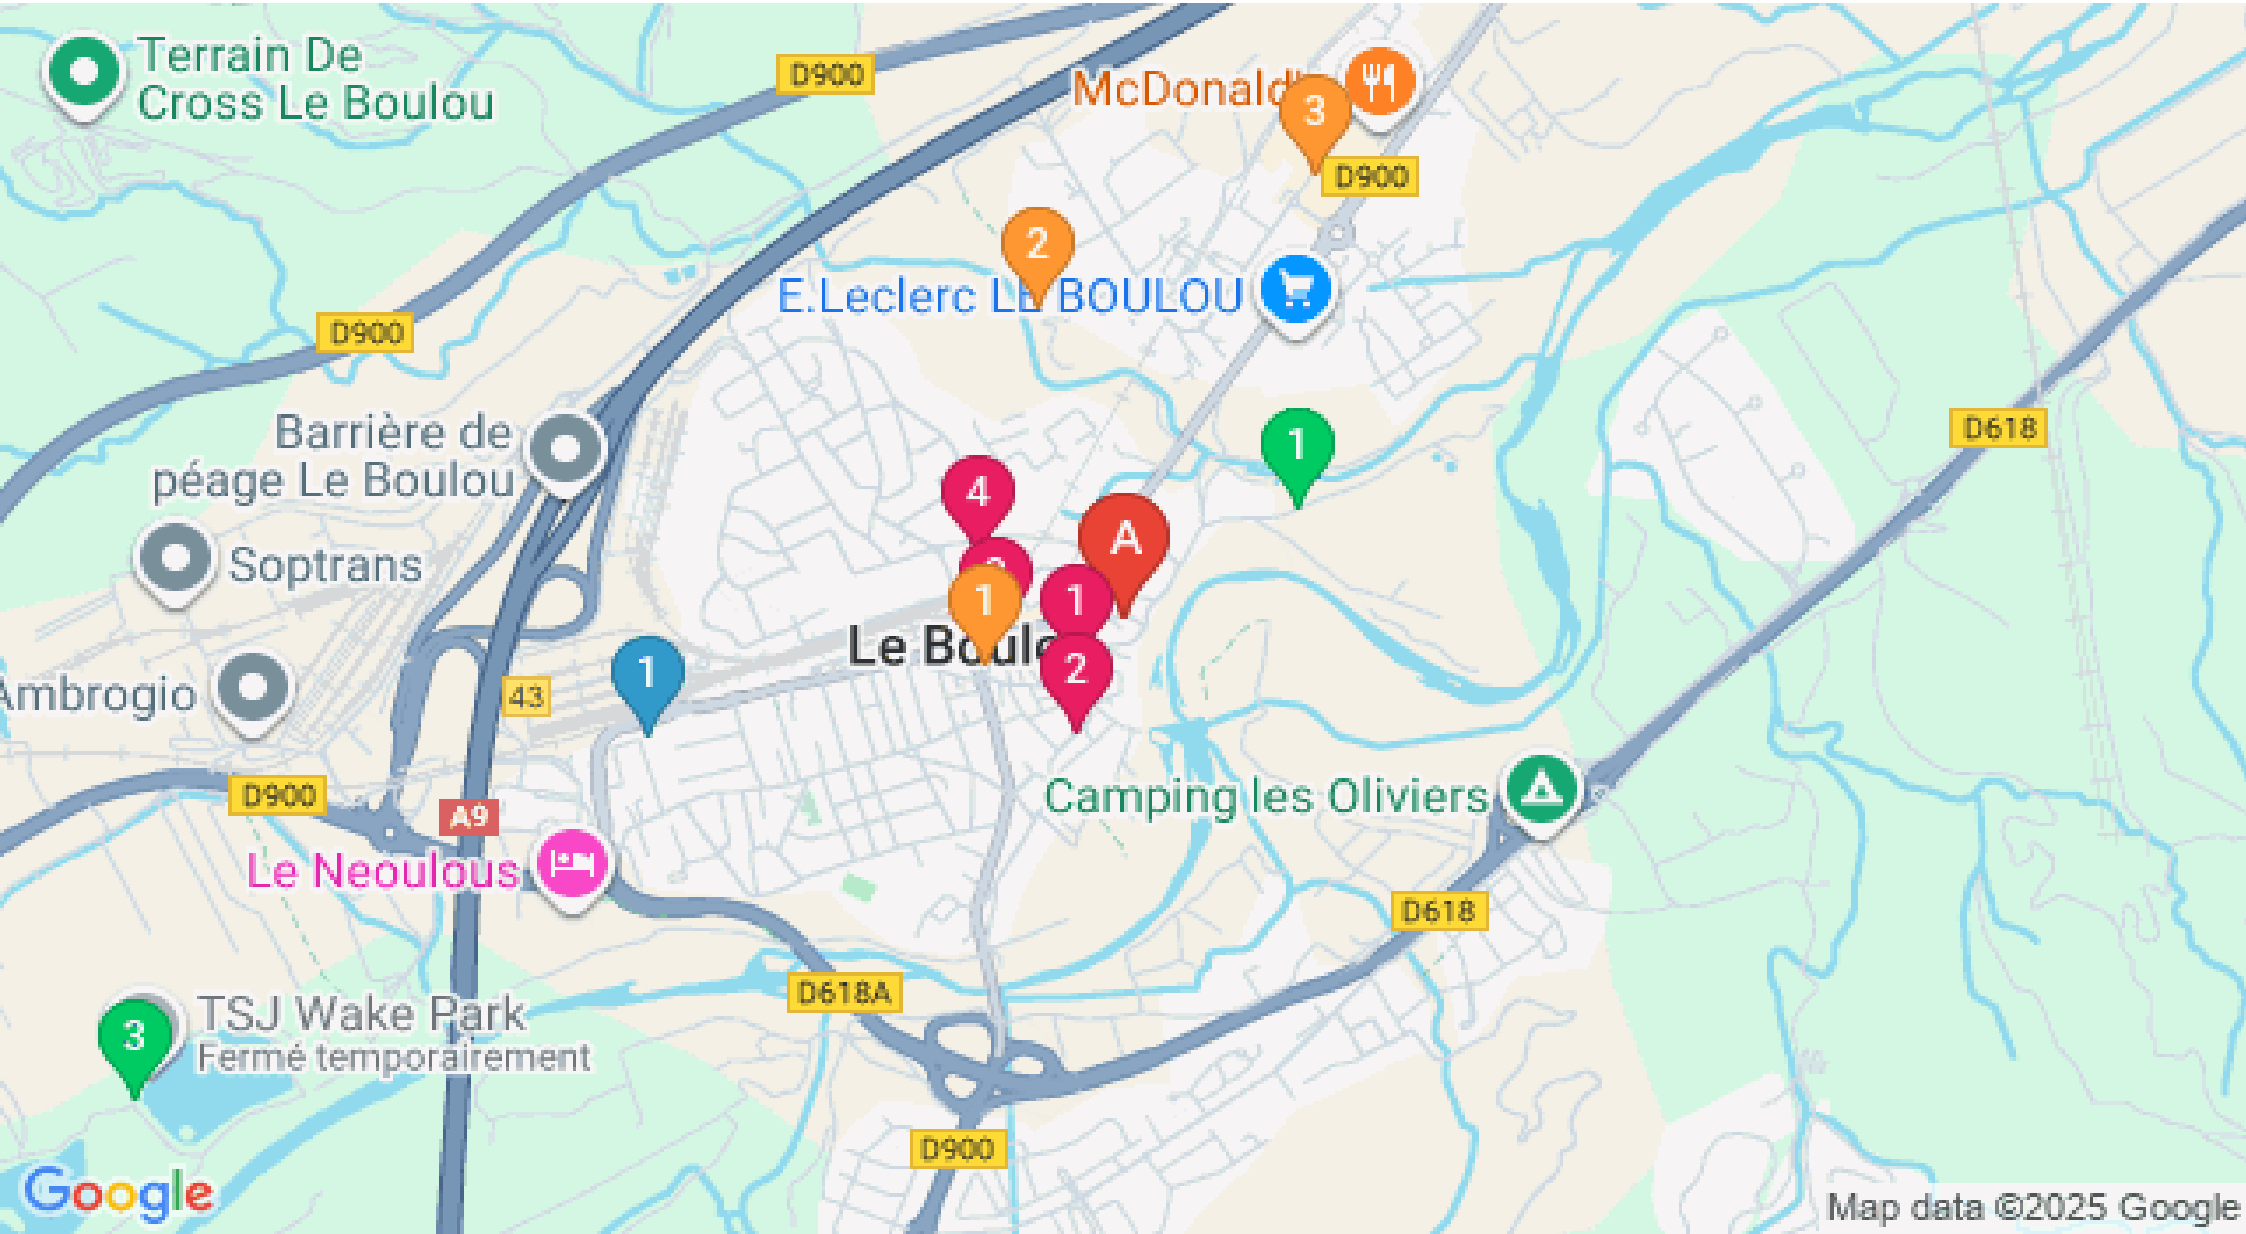 Terrain De
Cross Le Boulou
D900
McDonald'
3
D900
2
E.Leclerc LE BOULOU
D900
Barrière de
péage Le Boulou
1
D618
4
A
Soptrans
1
1
Le Boulo
1
2
Ambrogio
43
D900
A9
Camping les Oliviers
Le Neoulous
D618
D618A
TSJ Wake Park
Fermé temporairement
3
D900
Google
Map data ©2025 Google